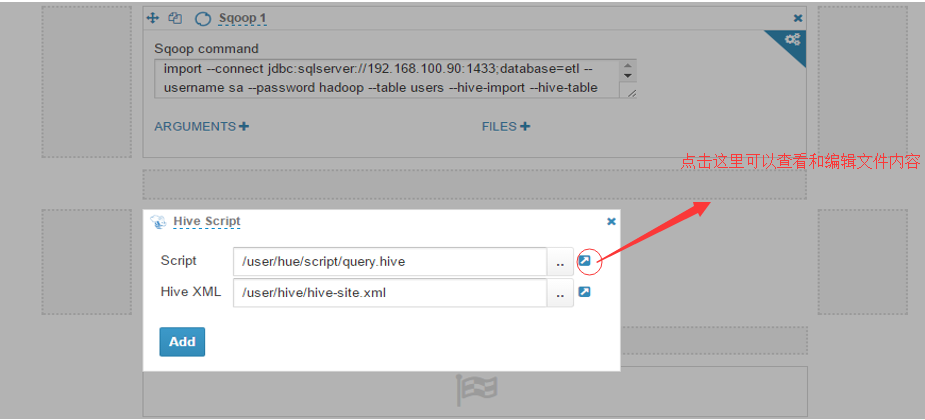 Sqoop 1
Sqoop command
import --connect jdbc:sqlserver://192.168.100.90:1433;database=etl --
username sa --password hadoop --table users --hive-import --hive-table
ARGUMENTS
FILES
点击这里可以查看和编辑文件内容
Hive Script
Script
/user/hue/script/query.hive
..
Hive XML
/user/hive/hive-site.xml
..
Add